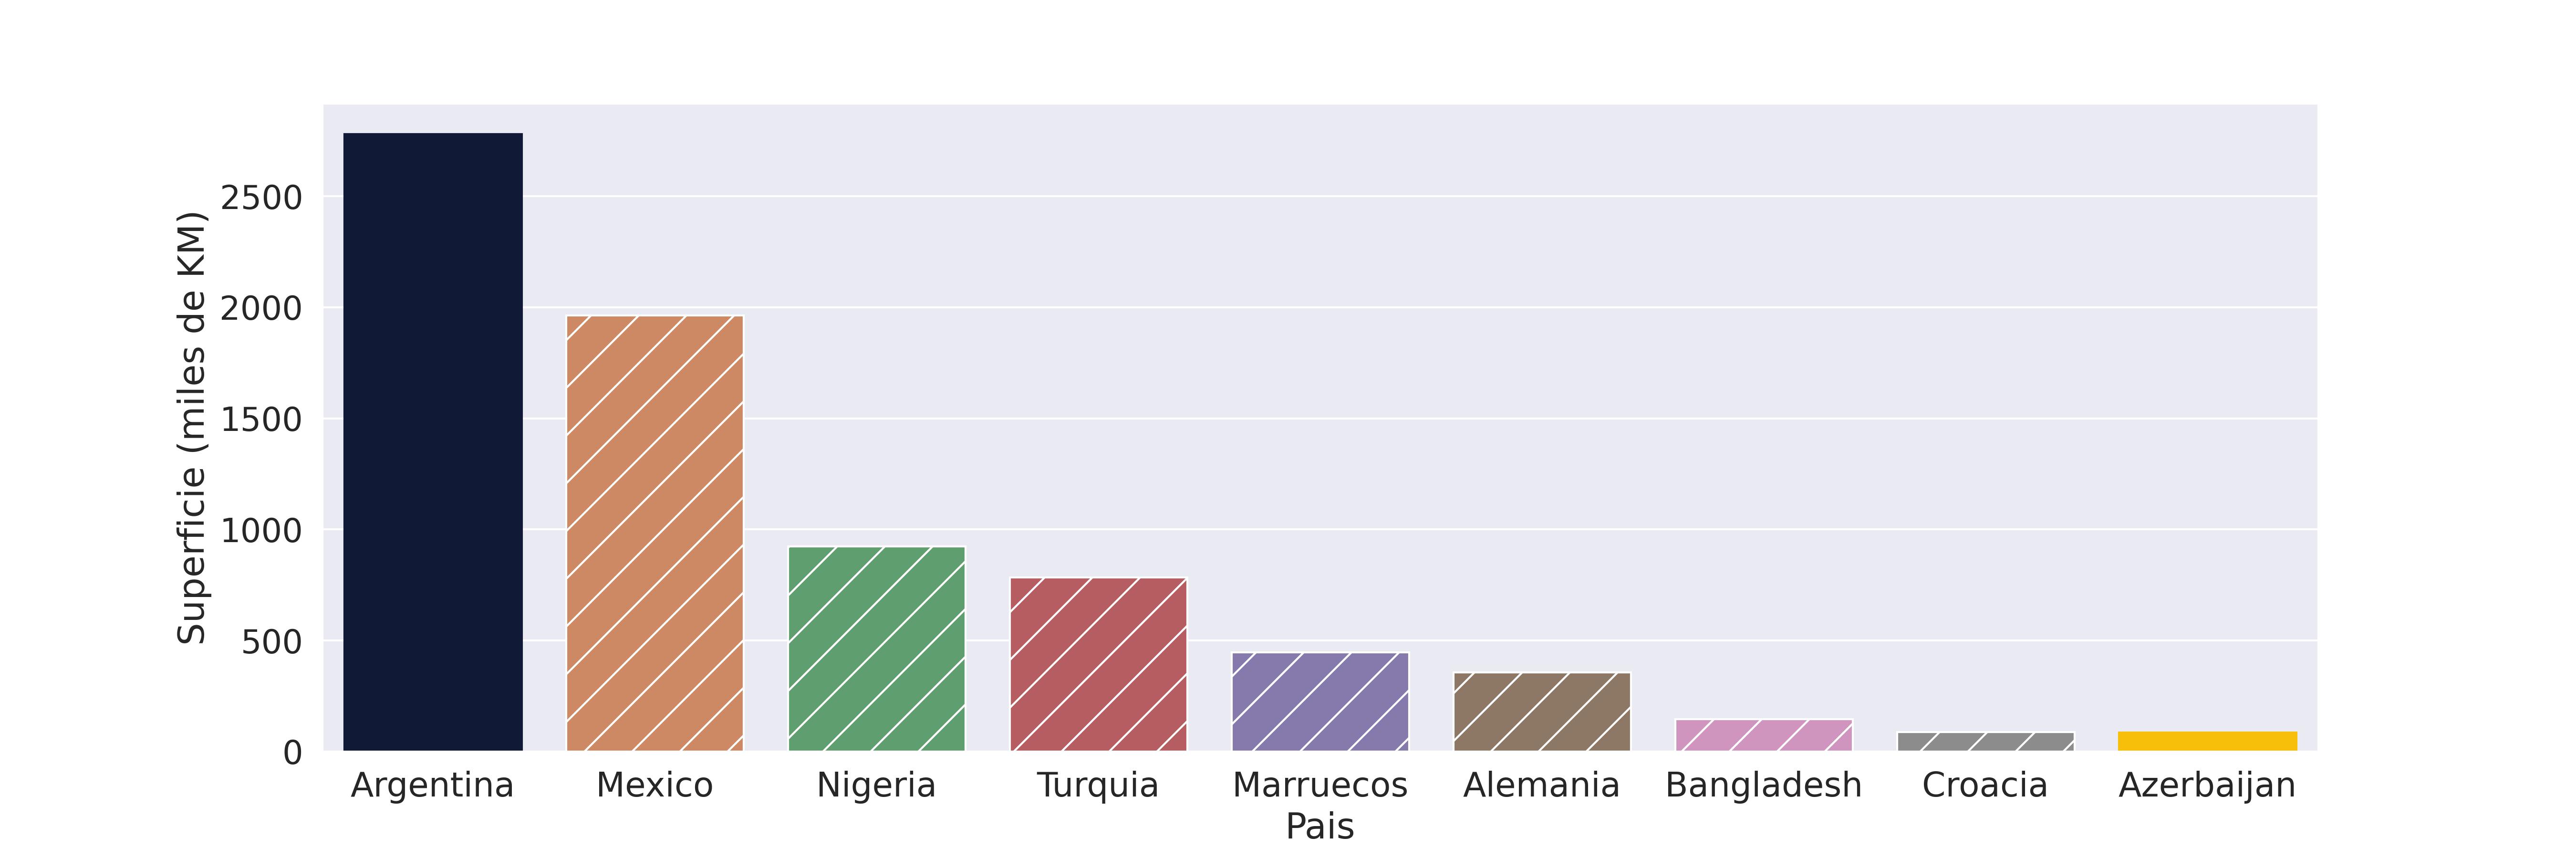 Superficie (miles de KM)
2500
2000
1500
1000
500
0
Argentina Mexico Nigeria Turquia Marruecos Alemania Bangladesh Croacia Azerbaijan
Pais